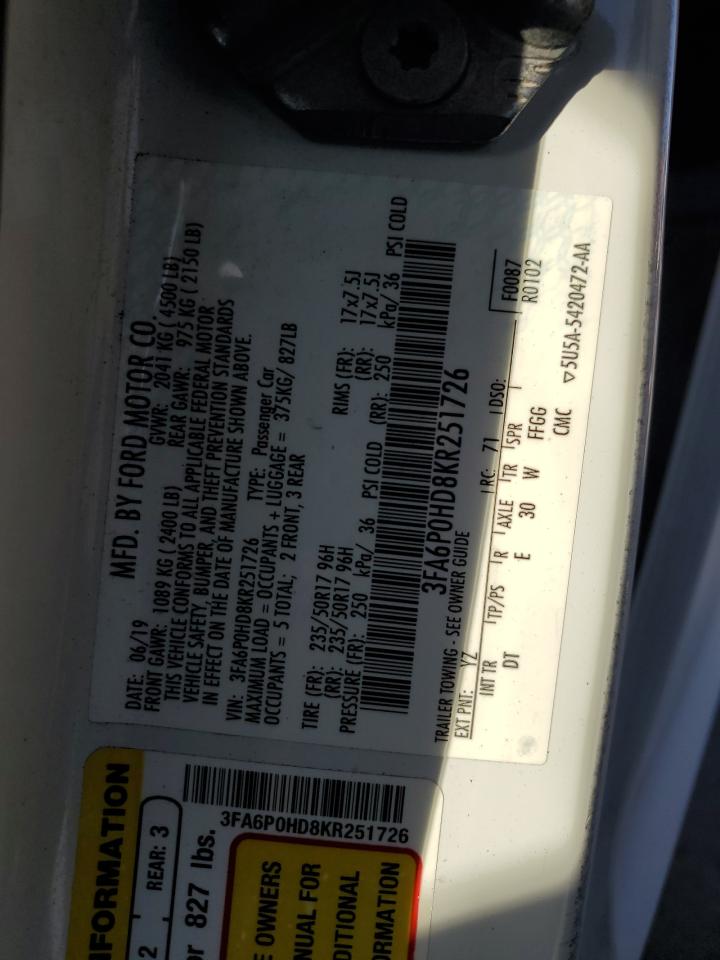 MFD. BY FORD MOTOR CO.
DATE: 06/19 GVWR: 2041 KG ( 4500 LB)
FRONT GAWR: 1089 KG ( 2400 LB) REAR GAWR: 975 KG ( 2150 LB)
THIS VEHICLE CONFORMS TO ALL APPLICABLE FEDERAL MOTOR
VEHICLE SAFETY, BUMPER, AND THEFT PREVENTION STANDARDS
IN EFFECT ON THE DATE OF MANUFACTURE SHOWN ABOVE.
VIN: 3FA6P0HD8KR251726 TYPE: Passenger Car
MAXIMUM LOAD = OCCUPANTS + LUGGAGE = 375KG/ 827LB
OCCUPANTS = 5 TOTAL; 2 FRONT, 3 REAR
TIRE (FR): 235/50R17 96H RIMS (FR): 17x7.5J
(RR): 235/50R17 96H (RR): 17x7.5J
PRESSURE (FR): 250 kPa/ 36 PSI COLD (RR): 250 kPa/ 36 PSI COLD
3FA6P0HD8KR251726
TRAILER TOWING - SEE OWNER GUIDE
EXT PNT: YZ RC: 71 DSO: F0087
R0102
INT TR TP/PS R AXLE TR SPR
DT E 30 W FFGG
CMC
▽5U5A-5420472-AA
NFORMATION
2 REAR: 3
or 827 lbs.
3FA6P0HD8KR251726
E OWNERS
NUAL FOR
DITIONAL
ORMATION